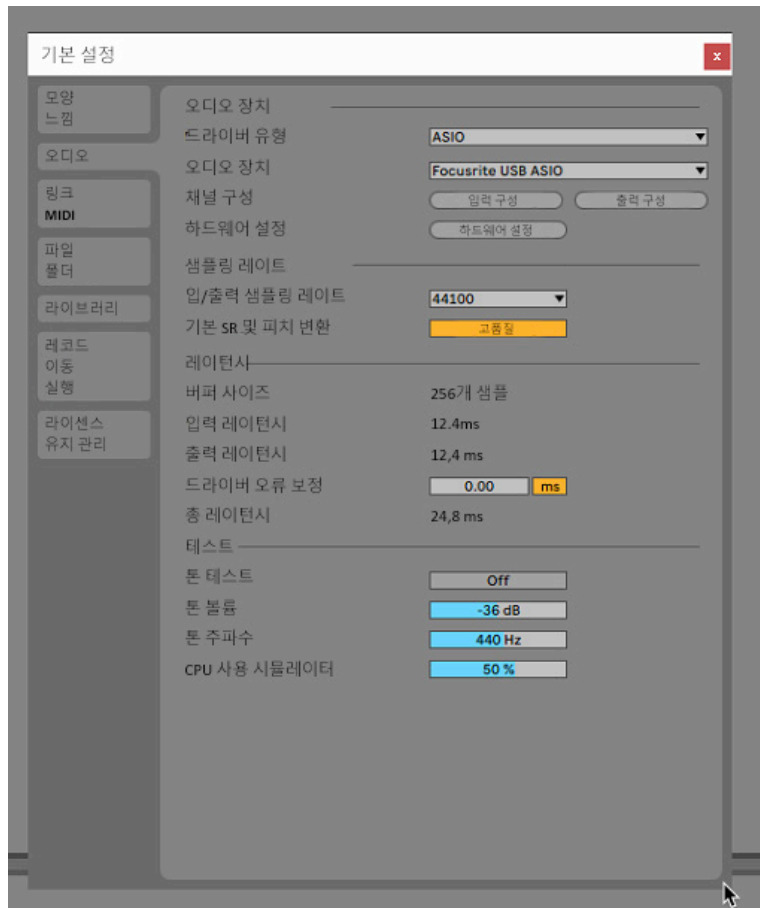 기본 설정
x
모양
느낌
오디오
링크
MIDI
파일
폴더
라이브러리
레코드
이동
실행
라이센스
유지 관리
오디오 장치
드라이버 유형 ASIO
오디오 장치 Focusrite USB ASIO
채널 구성 입력 구성 출력 구성
하드웨어 설정 하드웨어 설정
샘플링 레이트
입/출력 샘플링 레이트 44100
기본 SR 및 피치 변환 고품질
레이턴시
버퍼 사이즈 256개 샘플
입력 레이턴시 12.4ms
출력 레이턴시 12,4 ms
드라이버 오류 보정 0.00 ms
총 레이턴시 24,8 ms
테스트
톤 테스트 Off
톤 볼륨 -36 dB
톤 주파수 440 Hz
CPU 사용 시뮬레이터 50 %